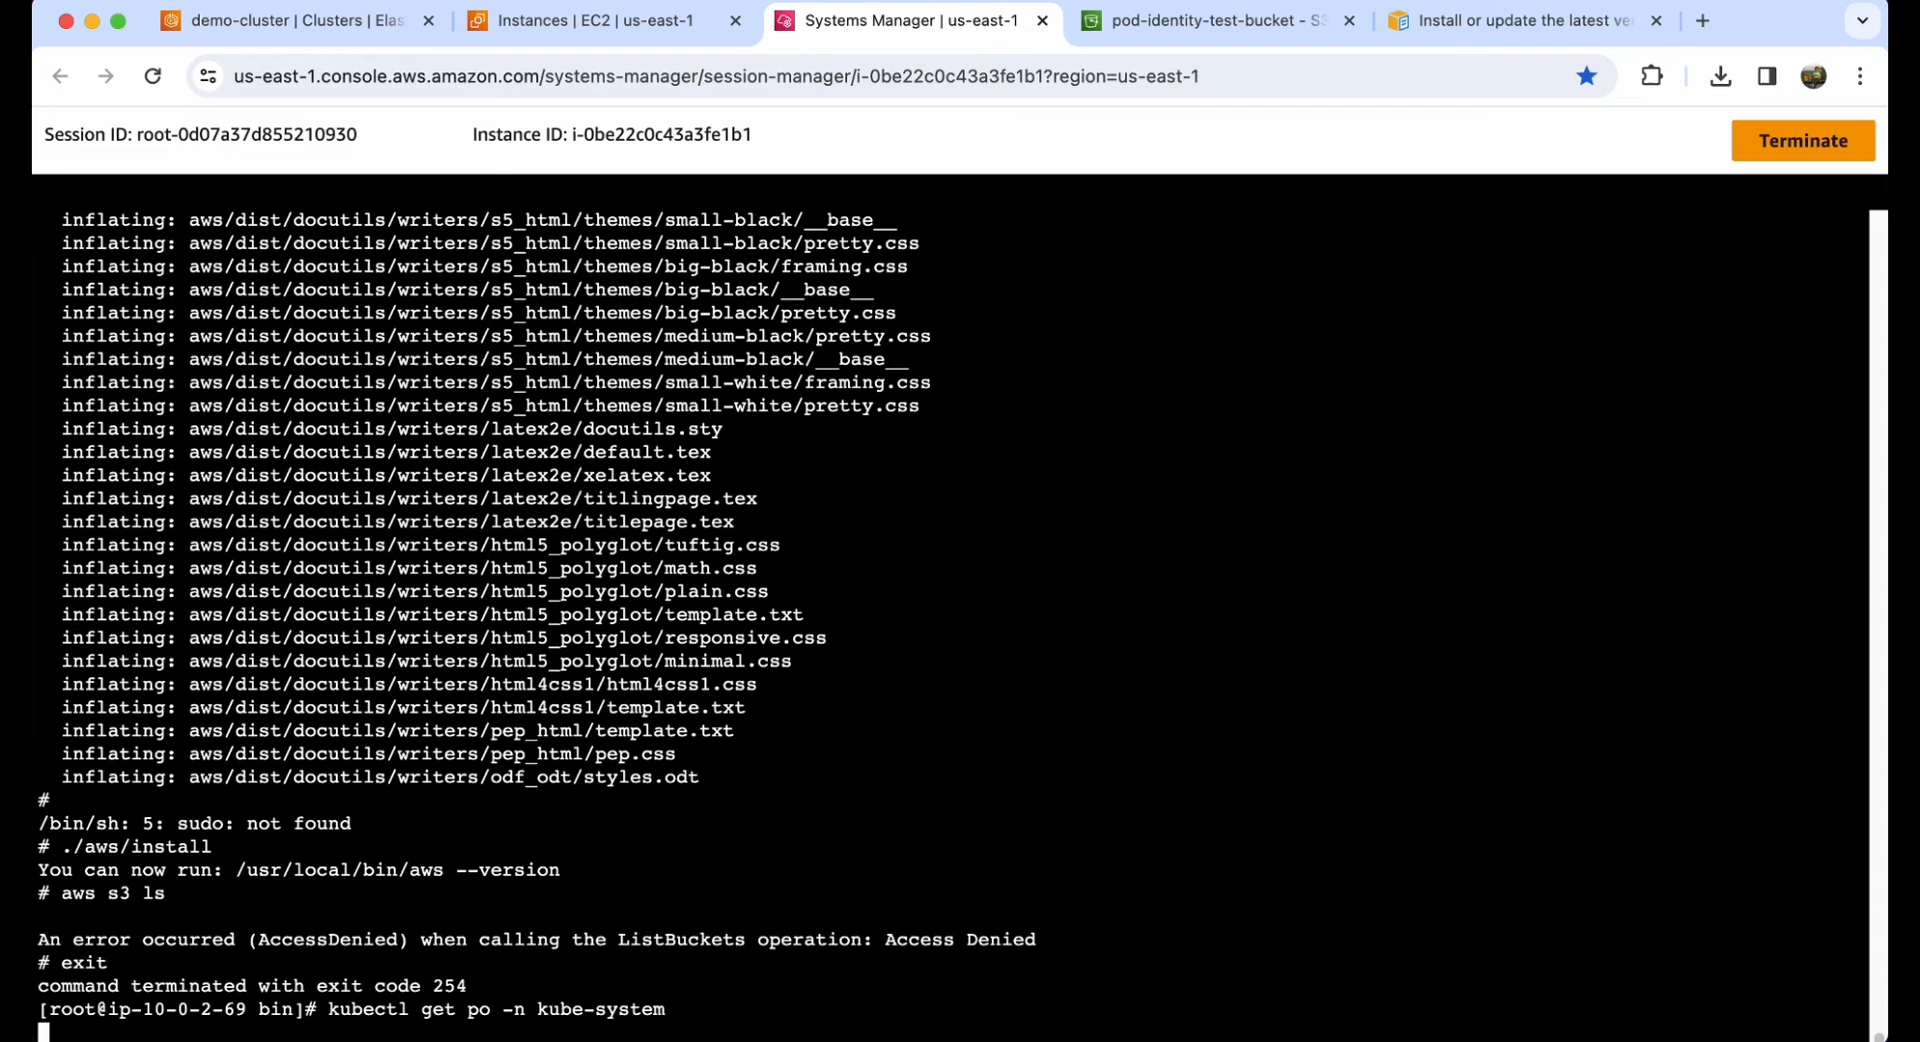 demo-cluster | Clusters | Elas
Instances | EC2 | us-east-1
Systems Manager | us-east-1
pod-identity-test-bucket - S3
Install or update the latest ve
us-east-1.console.aws.amazon.com/systems-manager/session-manager/i-0be22c0c43a3fe1b1?region=us-east-1
Session ID: root-0d07a37d855210930
Instance ID: i-0be22c0c43a3fe1b1
Terminate
inflating: aws/dist/docutils/writers/s5_html/themes/small-black/__base__
inflating: aws/dist/docutils/writers/s5_html/themes/small-black/pretty.css
inflating: aws/dist/docutils/writers/s5_html/themes/big-black/framing.css
inflating: aws/dist/docutils/writers/s5_html/themes/big-black/__base__
inflating: aws/dist/docutils/writers/s5_html/themes/big-black/pretty.css
inflating: aws/dist/docutils/writers/s5_html/themes/medium-black/pretty.css
inflating: aws/dist/docutils/writers/s5_html/themes/medium-black/__base__
inflating: aws/dist/docutils/writers/s5_html/themes/small-white/framing.css
inflating: aws/dist/docutils/writers/s5_html/themes/small-white/pretty.css
inflating: aws/dist/docutils/writers/latex2e/docutils.sty
inflating: aws/dist/docutils/writers/latex2e/default.tex
inflating: aws/dist/docutils/writers/latex2e/xelatex.tex
inflating: aws/dist/docutils/writers/latex2e/titlingpage.tex
inflating: aws/dist/docutils/writers/latex2e/titlepage.tex
inflating: aws/dist/docutils/writers/html5_polyglot/tuftig.css
inflating: aws/dist/docutils/writers/html5_polyglot/math.css
inflating: aws/dist/docutils/writers/html5_polyglot/plain.css
inflating: aws/dist/docutils/writers/html5_polyglot/template.txt
inflating: aws/dist/docutils/writers/html5_polyglot/responsive.css
inflating: aws/dist/docutils/writers/html5_polyglot/minimal.css
inflating: aws/dist/docutils/writers/html4css1/html4css1.css
inflating: aws/dist/docutils/writers/html4css1/template.txt
inflating: aws/dist/docutils/writers/pep_html/template.txt
inflating: aws/dist/docutils/writers/pep_html/pep.css
inflating: aws/dist/docutils/writers/odf_odt/styles.odt
#
/bin/sh: 5: sudo: not found
# ./aws/install
You can now run: /usr/local/bin/aws --version
# aws s3 ls
An error occurred (AccessDenied) when calling the ListBuckets operation: Access Denied
# exit
command terminated with exit code 254
[root@ip-10-0-2-69 bin]# kubectl get po -n kube-system